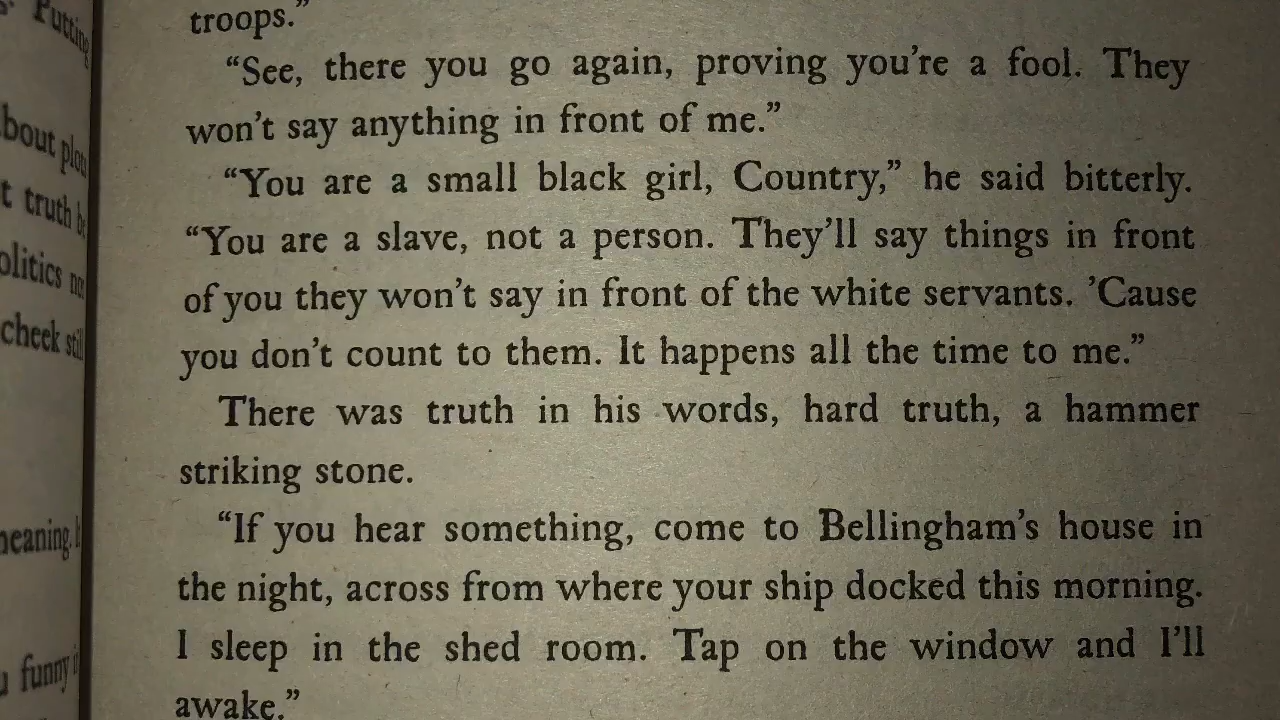 troops.”
“See, there you go again, proving you’re a fool. They
won’t say anything in front of me.”
“You are a small black girl, Country,” he said bitterly.
“You are a slave, not a person. They’ll say things in front
of you they won’t say in front of the white servants. ’Cause
you don’t count to them. It happens all the time to me.”
There was truth in his words, hard truth, a hammer
striking stone.
“If you hear something, come to Bellingham’s house in
the night, across from where your ship docked this morning.
I sleep in the shed room. Tap on the window and I’ll
awake.”
Putting
truth
cheek
funny